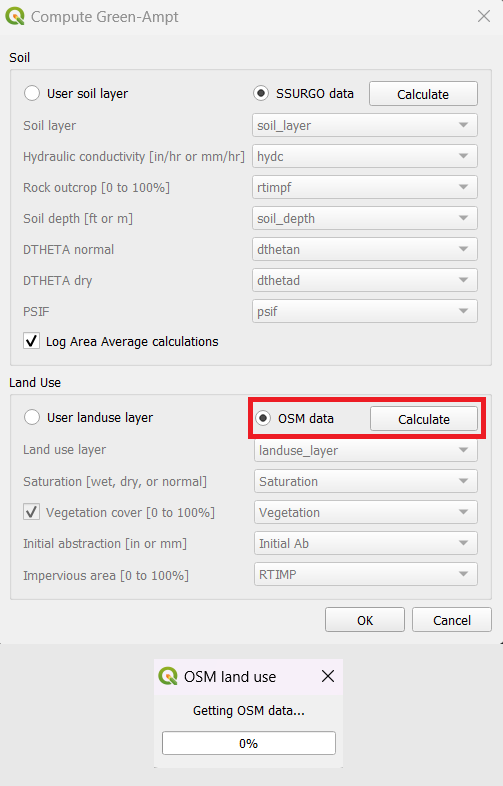 Compute Green-Ampt
Soil
User soil layer SSURGO data Calculate
Soil layer soil_layer
Hydraulic conductivity [in/hr or mm/hr] hydc
Rock outcrop [0 to 100%] rtimpf
Soil depth [ft or m] soil_depth
DTHETA normal dthetan
DTHETA dry dthetad
PSIF psif
Log Area Average calculations
Land Use
User landuse layer OSM data Calculate
Land use layer landuse_layer
Saturation [wet, dry, or normal] Saturation
Vegetation cover [0 to 100%] Vegetation
Initial abstraction [in or mm] Initial Ab
Impervious area [0 to 100%] RTIMP
OK Cancel
OSM land use
Getting OSM data...
0%